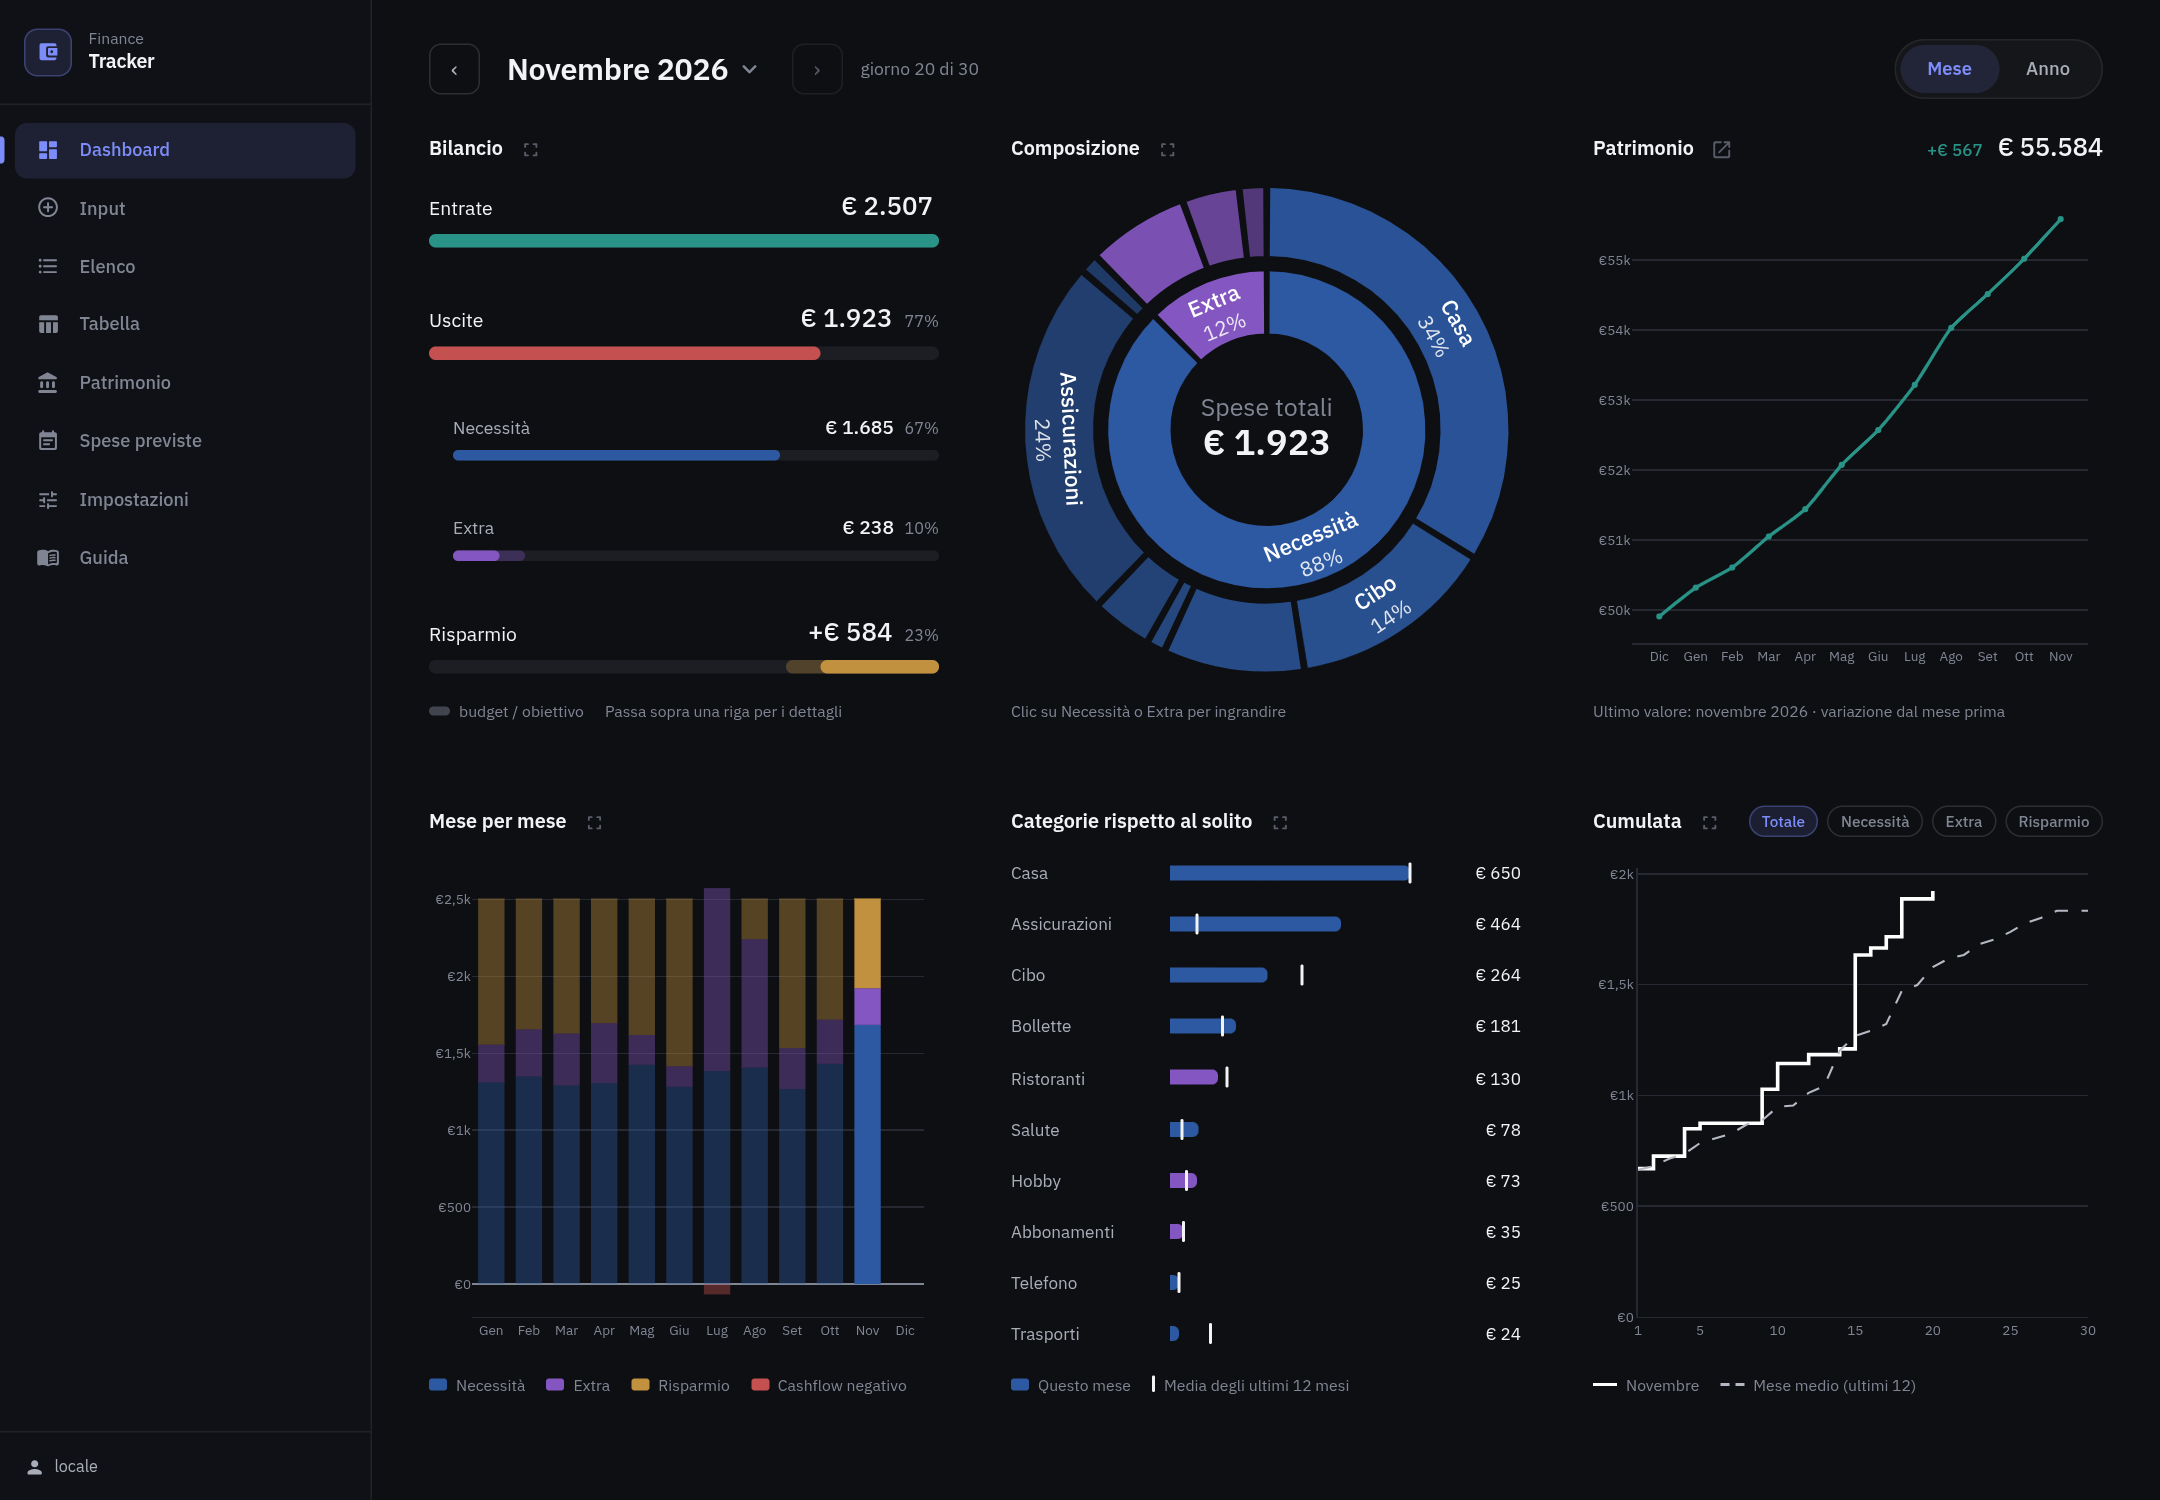 Finance
Tracker
Dashboard
Input
Elenco
Tabella
Patrimonio
Spese previste
Impostazioni
Guida
locale
‹ Novembre 2026 › giorno 20 di 30
Mese Anno
Bilancio
Entrate € 2.507
Uscite € 1.923 77%
Necessità € 1.685 67%
Extra € 238 10%
Risparmio +€ 584 23%
budget / obiettivo Passa sopra una riga per i dettagli
Composizione
Extra
12%
Casa
34%
Assicurazioni
24%
Spese totali
€ 1.923
Necessità
88%
Cibo
14%
Clic su Necessità o Extra per ingrandire
Patrimonio +€ 567 € 55.584
€55k
€54k
€53k
€52k
€51k
€50k
Dic Gen Feb Mar Apr Mag Giu Lug Ago Set Ott Nov
Ultimo valore: novembre 2026 · variazione dal mese prima
Mese per mese
€2,5k
€2k
€1,5k
€1k
€500
€0
Gen Feb Mar Apr Mag Giu Lug Ago Set Ott Nov Dic
Necessità Extra Risparmio Cashflow negativo
Categorie rispetto al solito
Casa € 650
Assicurazioni € 464
Cibo € 264
Bollette € 181
Ristoranti € 130
Salute € 78
Hobby € 73
Abbonamenti € 35
Telefono € 25
Trasporti € 24
Questo mese Media degli ultimi 12 mesi
Cumulata Totale Necessità Extra Risparmio
€2k
€1,5k
€1k
€500
€0
1 5 10 15 20 25 30
Novembre Mese medio (ultimi 12)